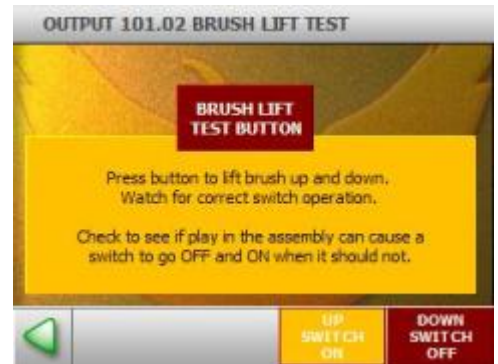 OUTPUT 101.02 BRUSH LIFT TEST
BRUSH LIFT
TEST BUTTON
Press button to lift brush up and down.
Watch for correct switch operation.
Check to see if play in the assembly can cause a
switch to go OFF and ON when it should not.
UP
SWITCH
ON
DOWN
SWITCH
OFF